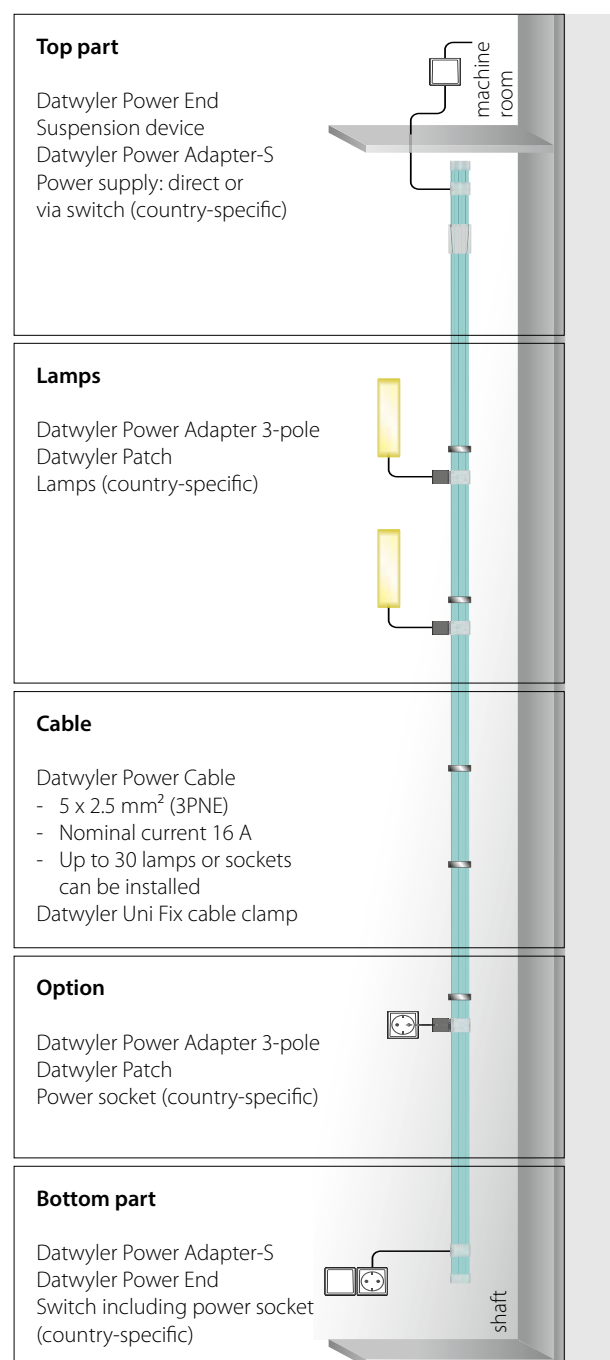 Top part
Datwyler Power End
Suspension device
Datwyler Power Adapter-S
Power supply: direct or
via switch (country-specific)
machine
room
Lamps
Datwyler Power Adapter 3-pole
Datwyler Patch
Lamps (country-specific)
Cable
Datwyler Power Cable
- 5 x 2.5 mm² (3PNE)
- Nominal current 16 A
- Up to 30 lamps or sockets
can be installed
Datwyler Uni Fix cable clamp
Option
Datwyler Power Adapter 3-pole
Datwyler Patch
Power socket (country-specific)
Bottom part
Datwyler Power Adapter-S
Datwyler Power End
Switch including power socket
(country-specific)
shaft